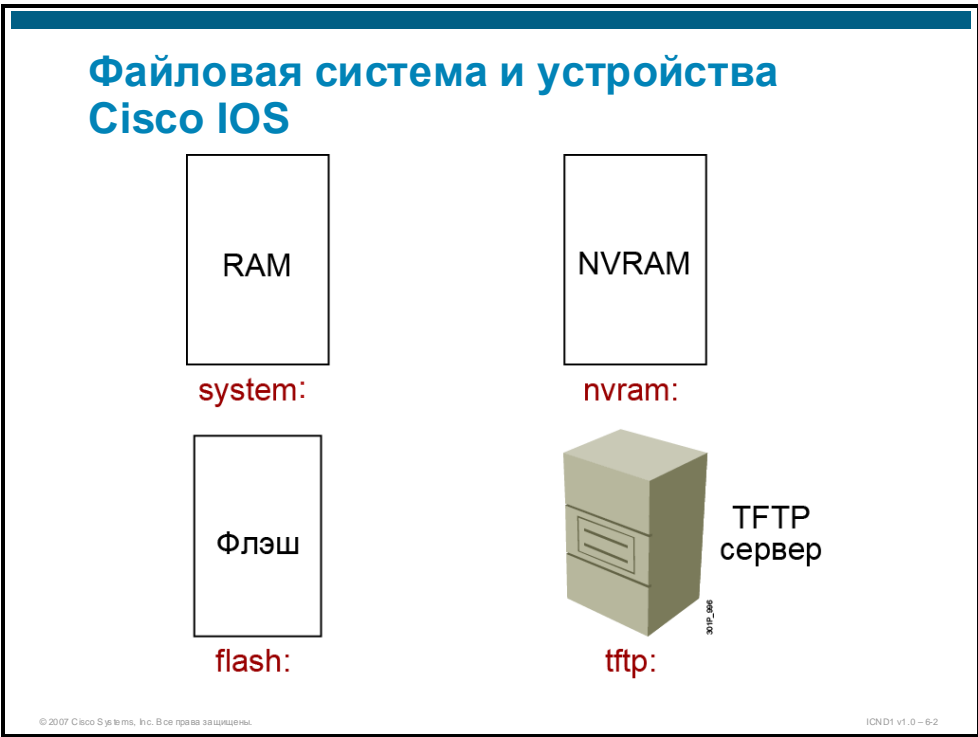 Файловая система и устройства
Cisco IOS
RAM
NVRAM
system:
nvram:
Флэш
TFTP
сервер
301P_996
flash:
tftp:
© 2007 Cisco Systems, Inc. Все права защищены.
ICND1 v1.0 – 6-2